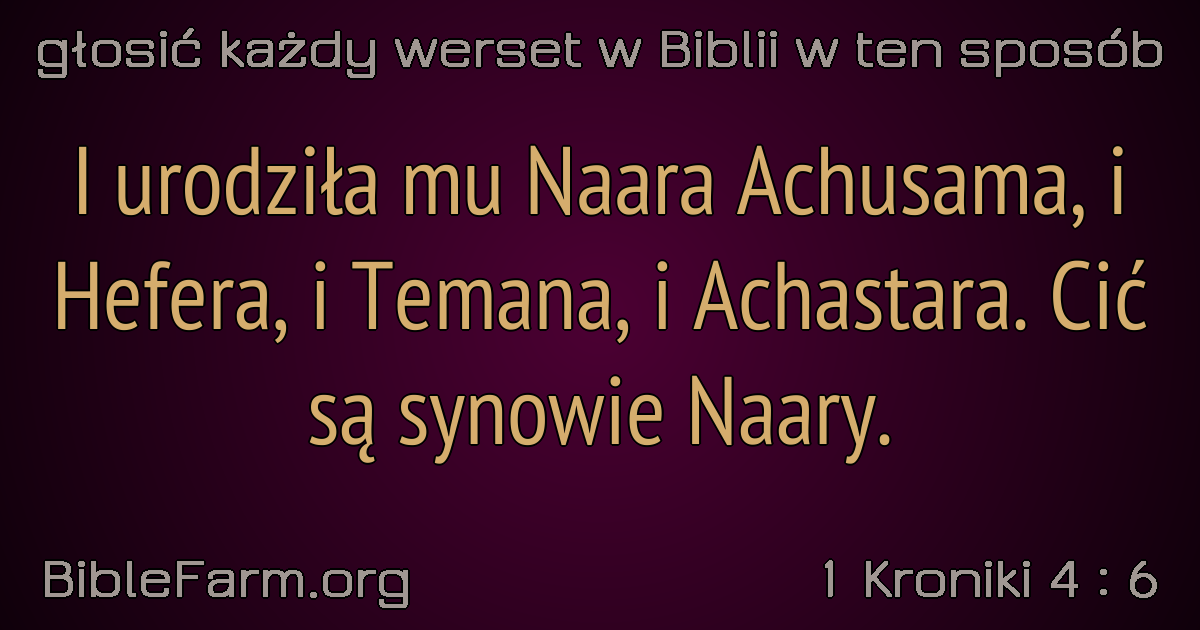 głosić każdy werset w Biblii w ten sposób
I urodziła mu Naara Achusama, i
Hefera, i Temana, i Achastara. Cić
są synowie Naary.
BibleFarm.org
1 Kroniki 4 : 6